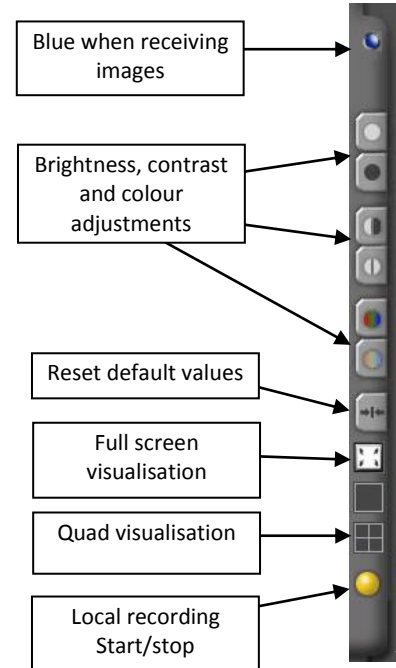 Blue when receiving
images
Brightness, contrast
and colour
adjustments
Reset default values
Full screen
visualisation
Quad visualisation
Local recording
Start/stop